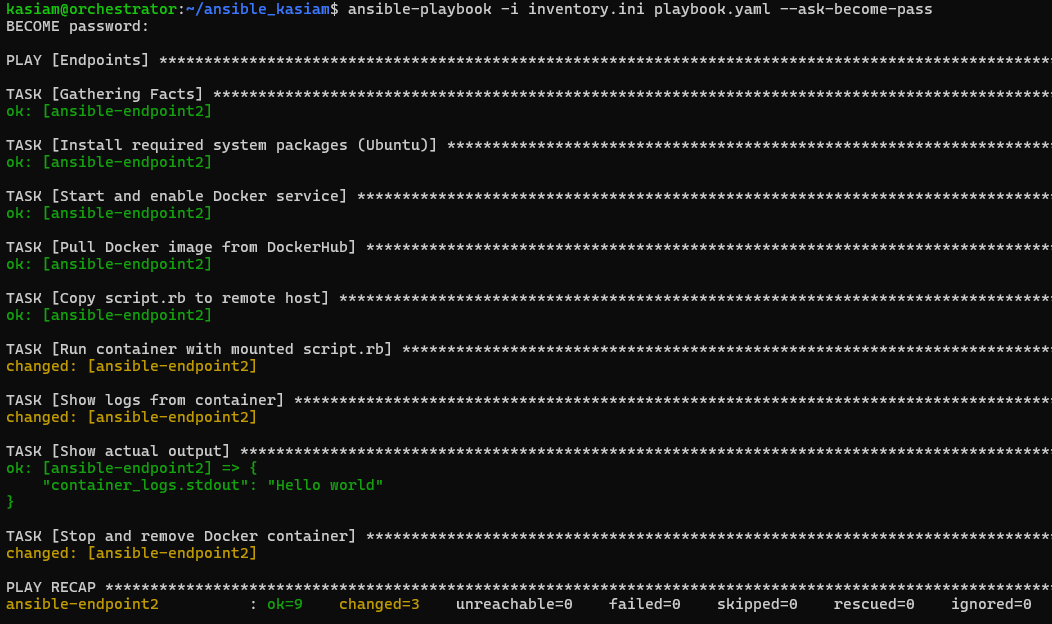 kasiam@orchestrator:~/ansible_kasiam$ ansible-playbook -i inventory.ini playbook.yaml --ask-become-pass
BECOME password:
PLAY [Endpoints] ***************************************************************************************************
TASK [Gathering Facts] *********************************************************************************************
ok: [ansible-endpoint2]
TASK [Install required system packages (Ubuntu)] *******************************************************************
ok: [ansible-endpoint2]
TASK [Start and enable Docker service] *****************************************************************************
ok: [ansible-endpoint2]
TASK [Pull Docker image from DockerHub] ****************************************************************************
ok: [ansible-endpoint2]
TASK [Copy script.rb to remote host] *******************************************************************************
ok: [ansible-endpoint2]
TASK [Run container with mounted script.rb] ************************************************************************
changed: [ansible-endpoint2]
TASK [Show logs from container] ************************************************************************************
changed: [ansible-endpoint2]
TASK [Show actual output] ******************************************************************************************
ok: [ansible-endpoint2] => {
    "container_logs.stdout": "Hello world"
}
TASK [Stop and remove Docker container] ****************************************************************************
changed: [ansible-endpoint2]
PLAY RECAP *********************************************************************************************************
ansible-endpoint2          : ok=9    changed=3    unreachable=0    failed=0    skipped=0    rescued=0    ignored=0